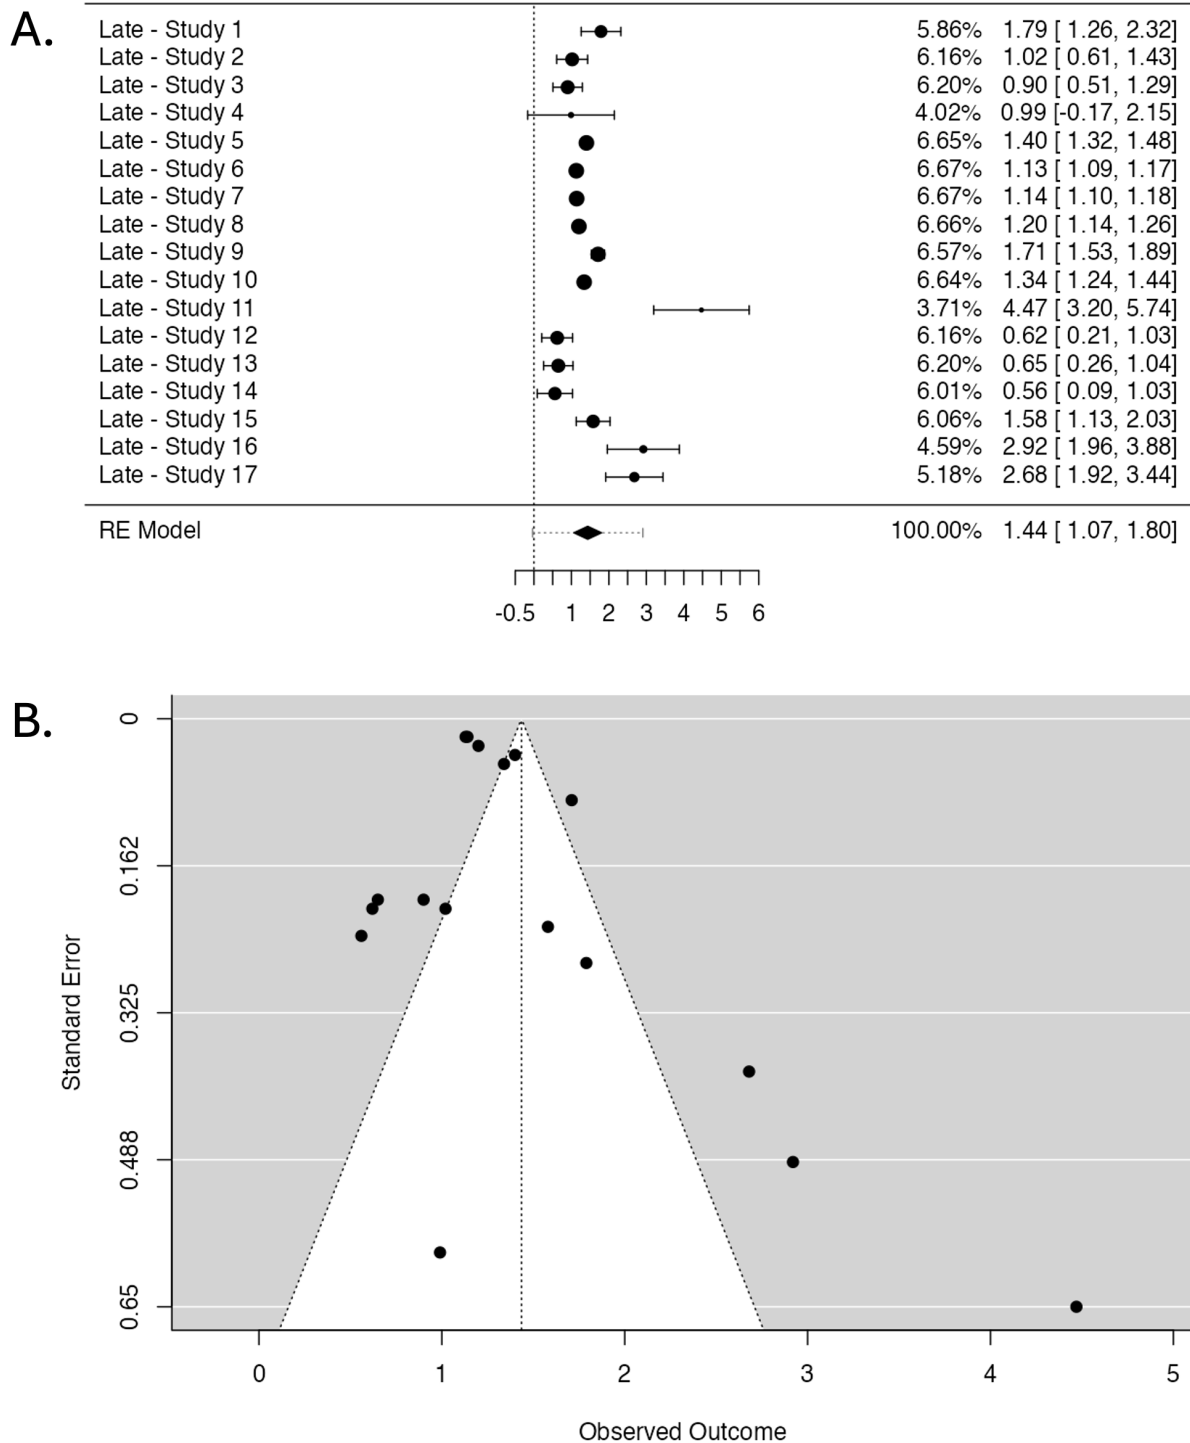 A.
Late - Study 1 5.86% 1.79 [ 1.26, 2.32]
Late - Study 2 6.16% 1.02 [ 0.61, 1.43]
Late - Study 3 6.20% 0.90 [ 0.51, 1.29]
Late - Study 4 4.02% 0.99 [-0.17, 2.15]
Late - Study 5 6.65% 1.40 [ 1.32, 1.48]
Late - Study 6 6.67% 1.13 [ 1.09, 1.17]
Late - Study 7 6.67% 1.14 [ 1.10, 1.18]
Late - Study 8 6.66% 1.20 [ 1.14, 1.26]
Late - Study 9 6.57% 1.71 [ 1.53, 1.89]
Late - Study 10 6.64% 1.34 [ 1.24, 1.44]
Late - Study 11 3.71% 4.47 [ 3.20, 5.74]
Late - Study 12 6.16% 0.62 [ 0.21, 1.03]
Late - Study 13 6.20% 0.65 [ 0.26, 1.04]
Late - Study 14 6.01% 0.56 [ 0.09, 1.03]
Late - Study 15 6.06% 1.58 [ 1.13, 2.03]
Late - Study 16 4.59% 2.92 [ 1.96, 3.88]
Late - Study 17 5.18% 2.68 [ 1.92, 3.44]
RE Model 100.00% 1.44 [ 1.07, 1.80]
-0.5 1 2 3 4 5 6
B.
Standard Error
0
0.162
0.325
0.488
0.65
0 1 2 3 4 5
Observed Outcome